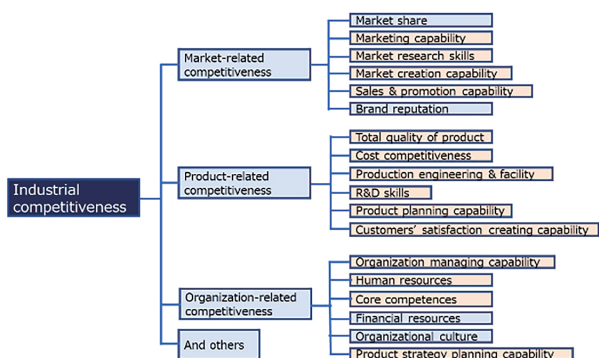 Industrial
competitiveness
Market-related
competitiveness
Market share
Marketing capability
Market research skills
Market creation capability
Sales & promotion capability
Brand reputation
Product-related
competitiveness
Total quality of product
Cost competitiveness
Production engineering & facility
R&D skills
Product planning capability
Customers' satisfaction creating capability
Organization-related
competitiveness
Organization managing capability
Human resources
Core competences
Financial resources
Organizational culture
Product strategy planning capability
And others